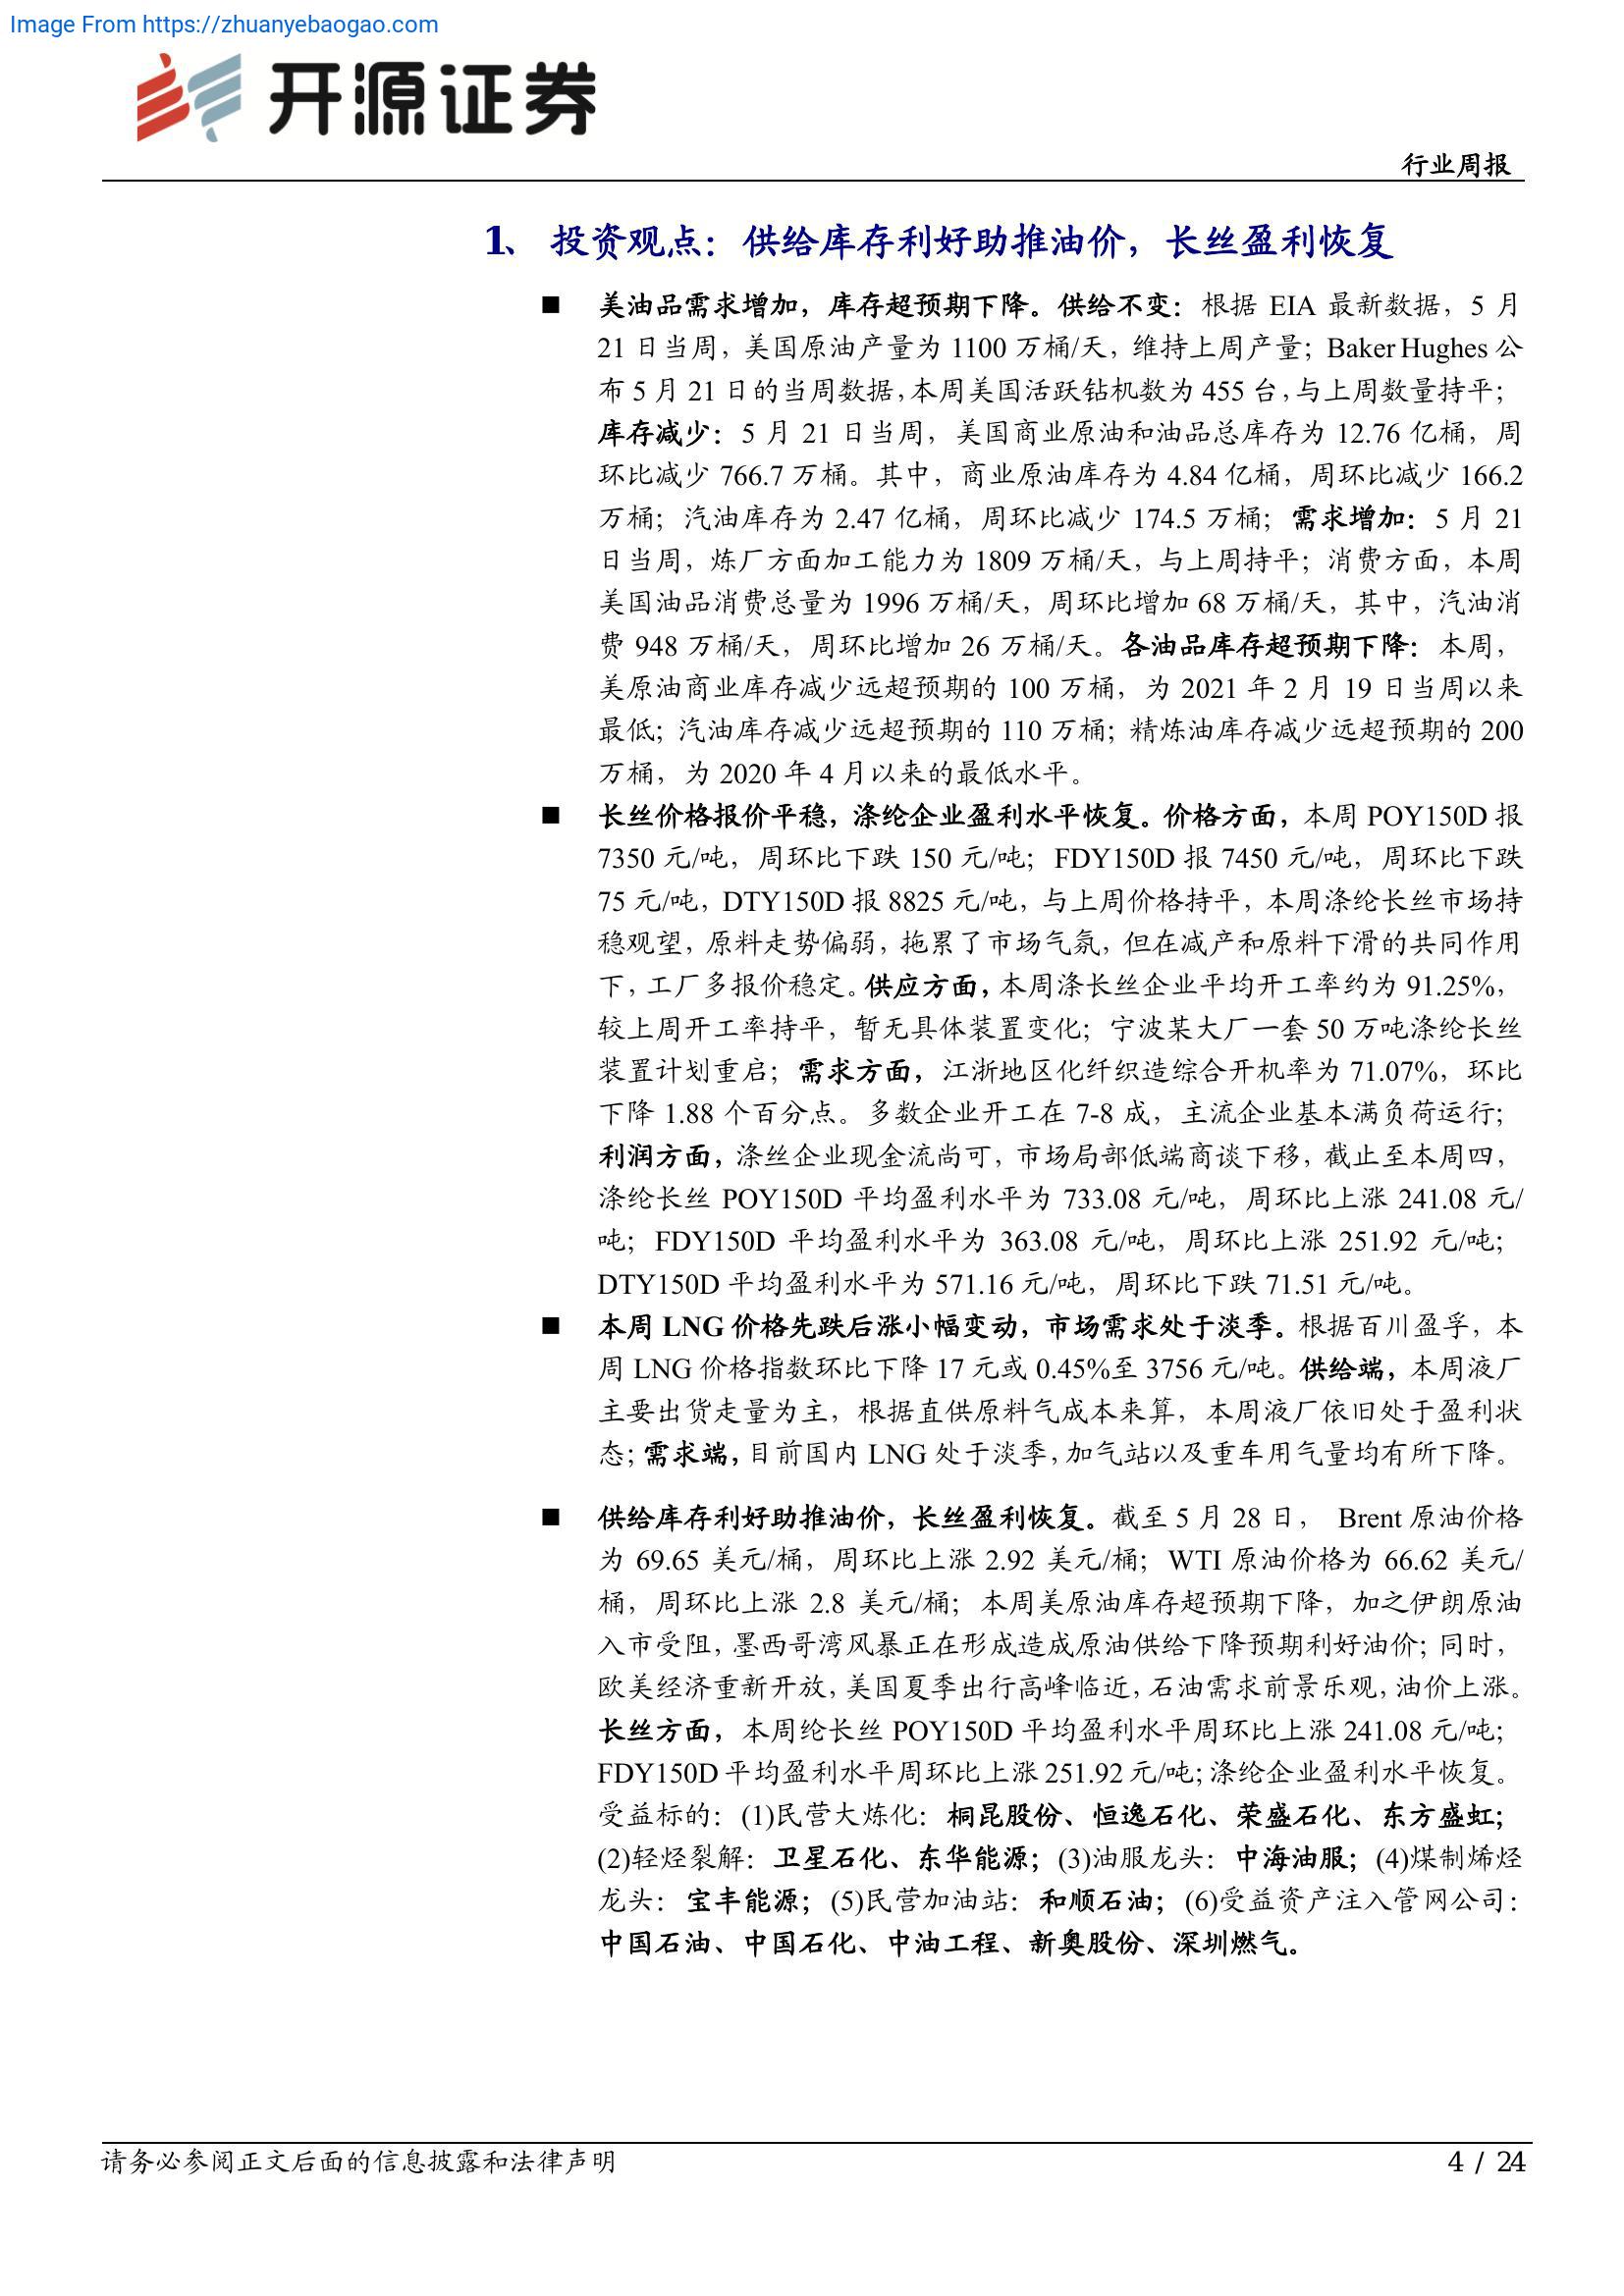 Image From https://zhuanyebaogao.com
开源证券
行业周报
1、 投资观点：供给库存利好助推油价，长丝盈利恢复
■ 美油品需求增加，库存超预期下降。供给不变：根据 EIA 最新数据，5 月
21 日当周，美国原油产量为 1100 万桶/天，维持上周产量；Baker Hughes 公
布 5 月 21 日的当周数据，本周美国活跃钻机数为 455 台，与上周数量持平；
库存减少：5 月 21 日当周，美国商业原油和油品总库存为 12.76 亿桶，周
环比减少 766.7 万桶。其中，商业原油库存为 4.84 亿桶，周环比减少 166.2
万桶；汽油库存为 2.47 亿桶，周环比减少 174.5 万桶；需求增加：5 月 21
日当周，炼厂方面加工能力为 1809 万桶/天，与上周持平；消费方面，本周
美国油品消费总量为 1996 万桶/天，周环比增加 68 万桶/天，其中，汽油消
费 948 万桶/天，周环比增加 26 万桶/天。各油品库存超预期下降：本周，
美原油商业库存减少远超预期的 100 万桶，为 2021 年 2 月 19 日当周以来
最低；汽油库存减少远超预期的 110 万桶；精炼油库存减少远超预期的 200
万桶，为 2020 年 4 月以来的最低水平。
■ 长丝价格报价平稳，涤纶企业盈利水平恢复。价格方面，本周 POY150D 报
7350 元/吨，周环比下跌 150 元/吨；FDY150D 报 7450 元/吨，周环比下跌
75 元/吨，DTY150D 报 8825 元/吨，与上周价格持平，本周涤纶长丝市场持
稳观望，原料走势偏弱，拖累了市场气氛，但在减产和原料下滑的共同作用
下，工厂多报价稳定。供应方面，本周涤长丝企业平均开工率约为 91.25%，
较上周开工率持平，暂无具体装置变化；宁波某大厂一套 50 万吨涤纶长丝
装置计划重启；需求方面，江浙地区化纤织造综合开机率为 71.07%，环比
下降 1.88 个百分点。多数企业开工在 7-8 成，主流企业基本满负荷运行；
利润方面，涤丝企业现金流尚可，市场局部低端商谈下移，截止至本周四，
涤纶长丝 POY150D 平均盈利水平为 733.08 元/吨，周环比上涨 241.08 元/
吨；FDY150D 平均盈利水平为 363.08 元/吨，周环比上涨 251.92 元/吨；
DTY150D 平均盈利水平为 571.16 元/吨，周环比下跌 71.51 元/吨。
■ 本周 LNG 价格先跌后涨小幅变动，市场需求处于淡季。根据百川盈孚，本
周 LNG 价格指数环比下降 17 元或 0.45%至 3756 元/吨。供给端，本周液厂
主要出货走量为主，根据直供原料气成本来算，本周液厂依旧处于盈利状
态；需求端，目前国内 LNG 处于淡季，加气站以及重车用气量均有所下降。
■ 供给库存利好助推油价，长丝盈利恢复。截至 5 月 28 日， Brent 原油价格
为 69.65 美元/桶，周环比上涨 2.92 美元/桶；WTI 原油价格为 66.62 美元/
桶，周环比上涨 2.8 美元/桶；本周美原油库存超预期下降，加之伊朗原油
入市受阻，墨西哥湾风暴正在形成造成原油供给下降预期利好油价；同时，
欧美经济重新开放，美国夏季出行高峰临近，石油需求前景乐观，油价上涨。
长丝方面，本周纶长丝 POY150D 平均盈利水平周环比上涨 241.08 元/吨；
FDY150D 平均盈利水平周环比上涨 251.92 元/吨；涤纶企业盈利水平恢复。
受益标的：(1)民营大炼化：桐昆股份、恒逸石化、荣盛石化、东方盛虹；
(2)轻烃裂解：卫星石化、东华能源；(3)油服龙头：中海油服；(4)煤制烯烃
龙头：宝丰能源；(5)民营加油站：和顺石油；(6)受益资产注入管网公司：
中国石油、中国石化、中油工程、新奥股份、深圳燃气。
请务必参阅正文后面的信息披露和法律声明
4 / 24